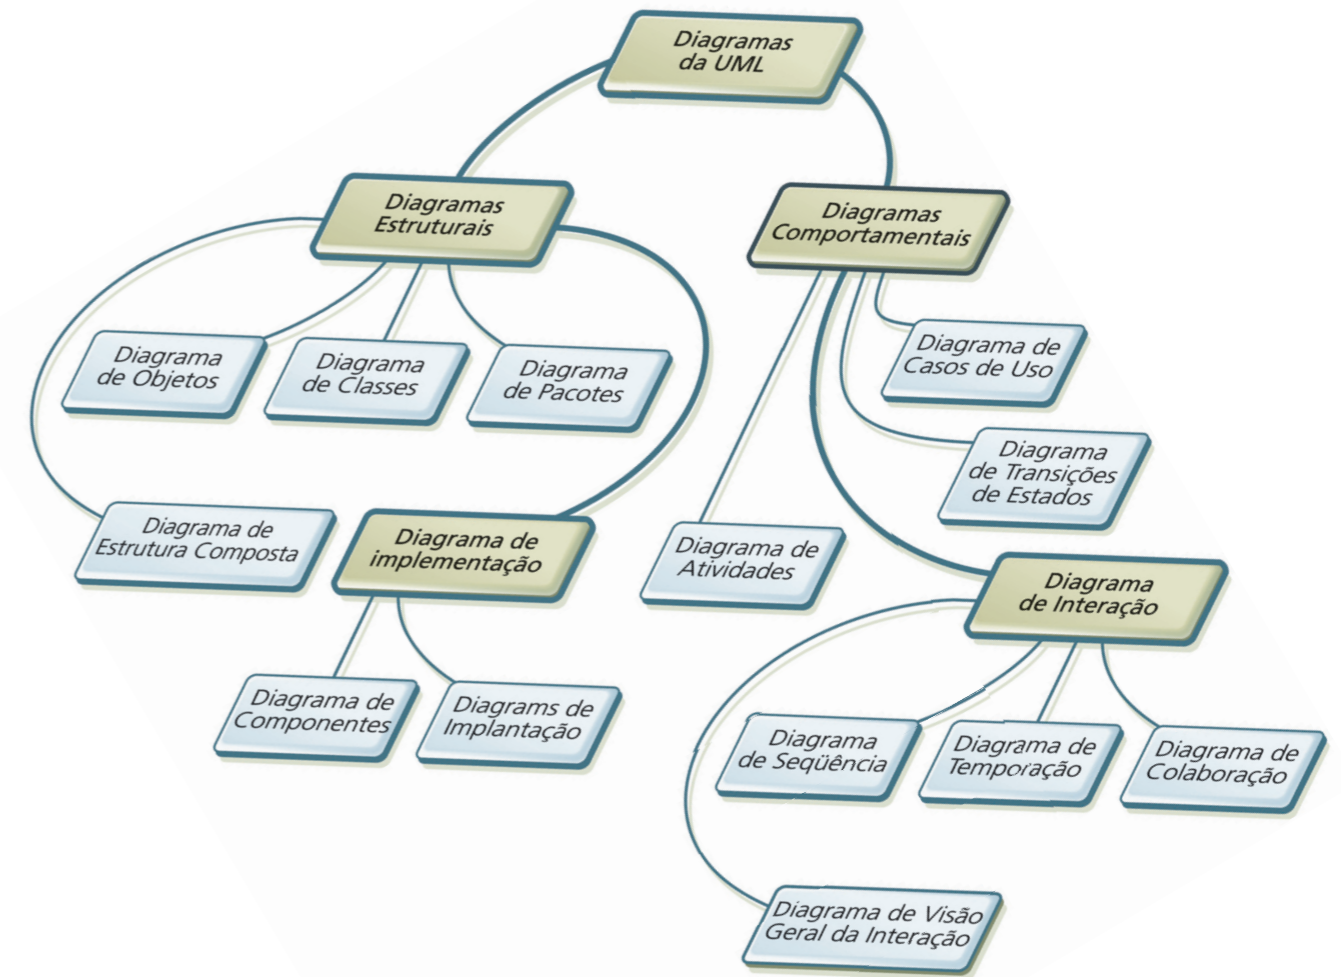 Diagramas
da UML
Diagramas
Estruturais
Diagramas
Comportamentais
Diagrama
de Objetos
Diagrama
de Classes
Diagrama
de Pacotes
Diagrama de
Casos de Uso
Diagrama
de Transições
de Estados
Diagrama de
Estrutura Composta
Diagrama de
implementação
Diagrama de
Atividades
Diagrama
de Interação
Diagrama de
Componentes
Diagrams de
Implantação
Diagrama
de Seqüência
Diagrama de
Temporação
Diagrama de
Colaboração
Diagrama de Visão
Geral da Interação